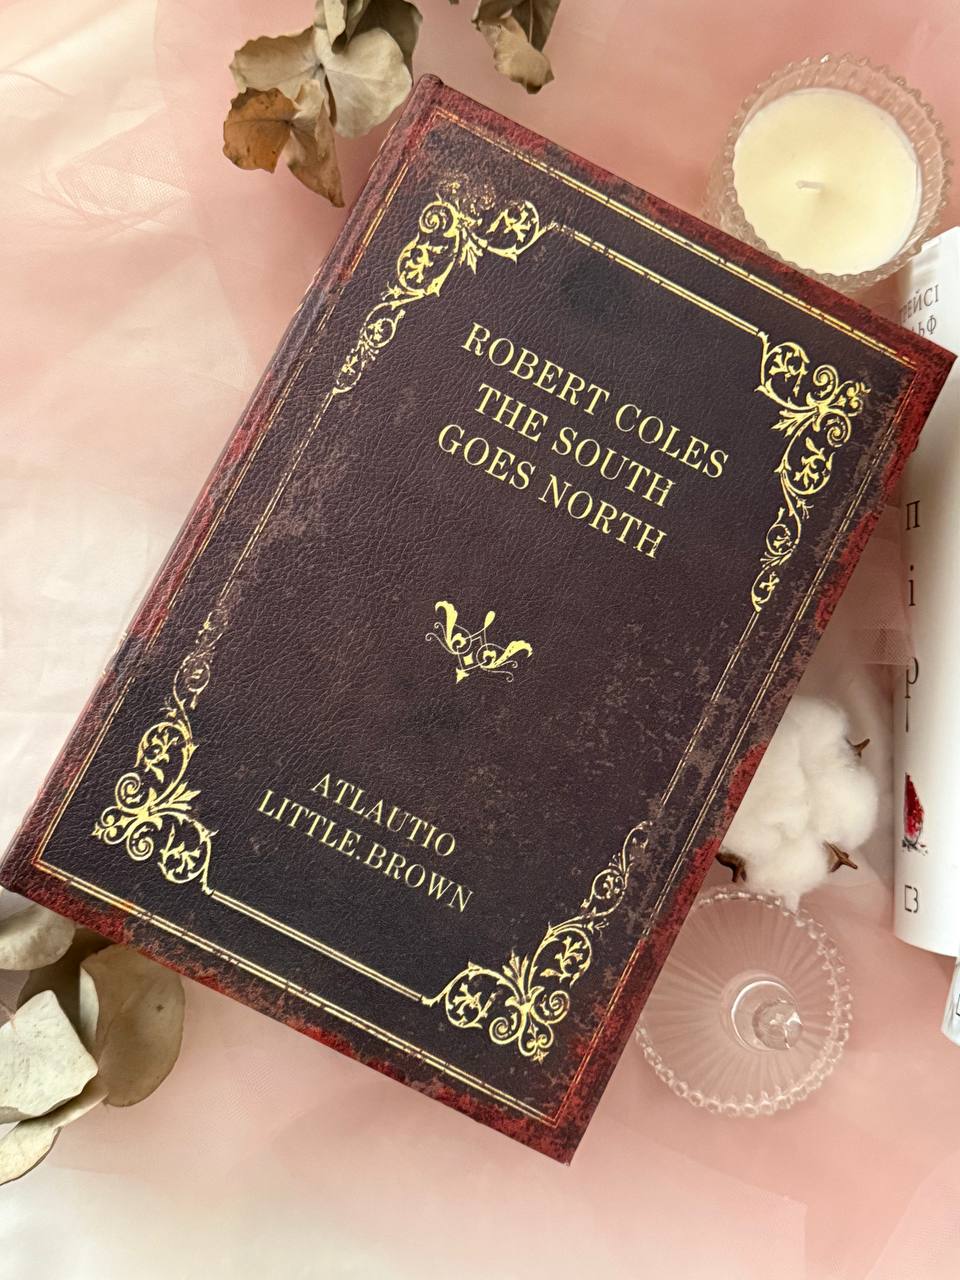 ROBERT COLES
THE SOUTH
GOES NORTH
ATLAUTIO
LITTLE.BROWN
п
і
р